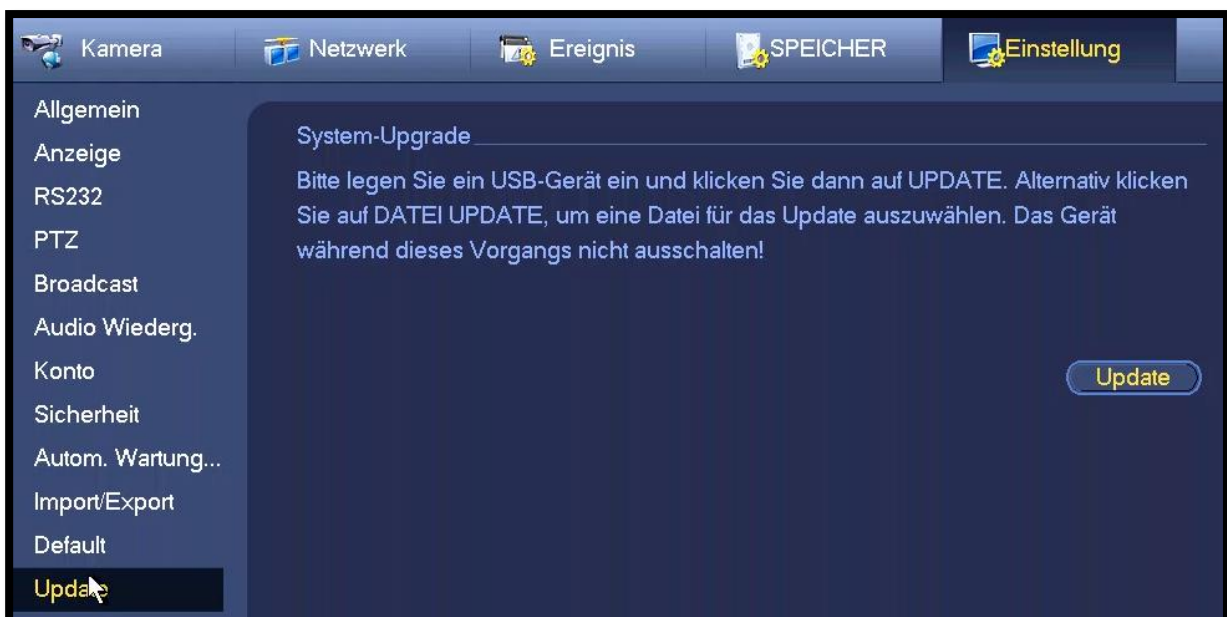 Kamera
Netzwerk
Ereignis
SPEICHER
Einstellung
Allgemein
Anzeige
RS232
PTZ
Broadcast
Audio Wiederg.
Konto
Sicherheit
Autom. Wartung...
Import/Export
Default
Update
System-Upgrade
Bitte legen Sie ein USB-Gerät ein und klicken Sie dann auf UPDATE. Alternativ klicken
Sie auf DATEI UPDATE, um eine Datei für das Update auszuwählen. Das Gerät
während dieses Vorgangs nicht ausschalten!
Update